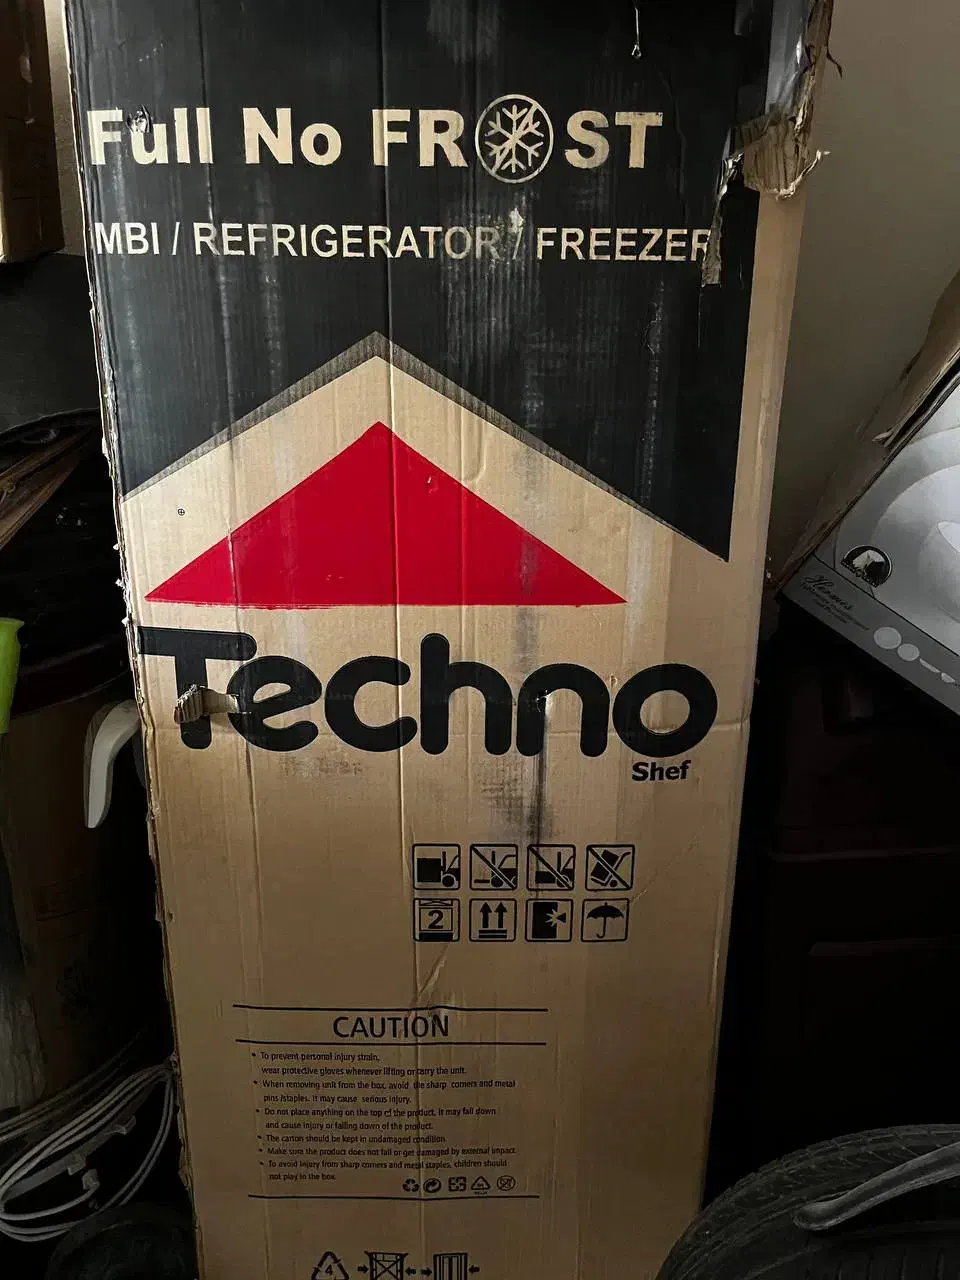 Full No FROST
MBI / REFRIGERATOR / FREEZER
Techno
Shef
2
CAUTION
• To prevent personal injury strain,
wear protective gloves whenever lifting or carry the unit.
• When removing unit from the box, avoid the sharp corners and metal
pins /staples. It may cause serious injury.
• Do not place anything on the top of the product. It may fall down
and cause injury or falling down of the product.
• The carton should be kept in undamaged condition.
• Make sure the product does not fall or get damaged by external impact.
• To avoid injury from sharp corners and metal staples, children should
not play in the box.
4
Hermes